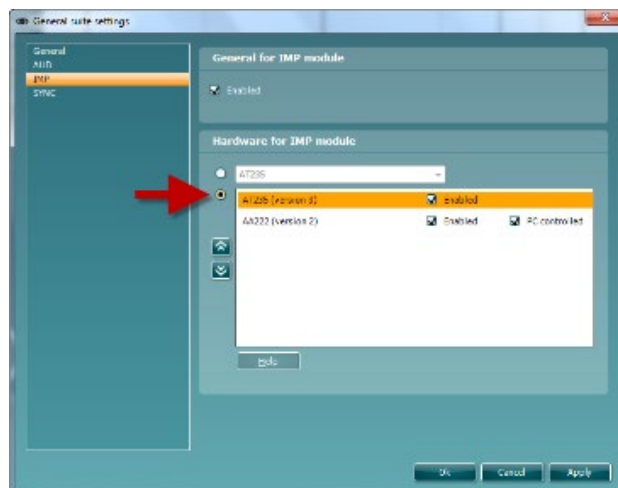 General suite settings
General
AUD
IMP
SYNC
General for IMP module
Enabled
Hardware for IMP module
AT235
AT235 (version 3) Enabled
AA222 (version 2) Enabled PC controlled
Help
Ok Cancel Apply